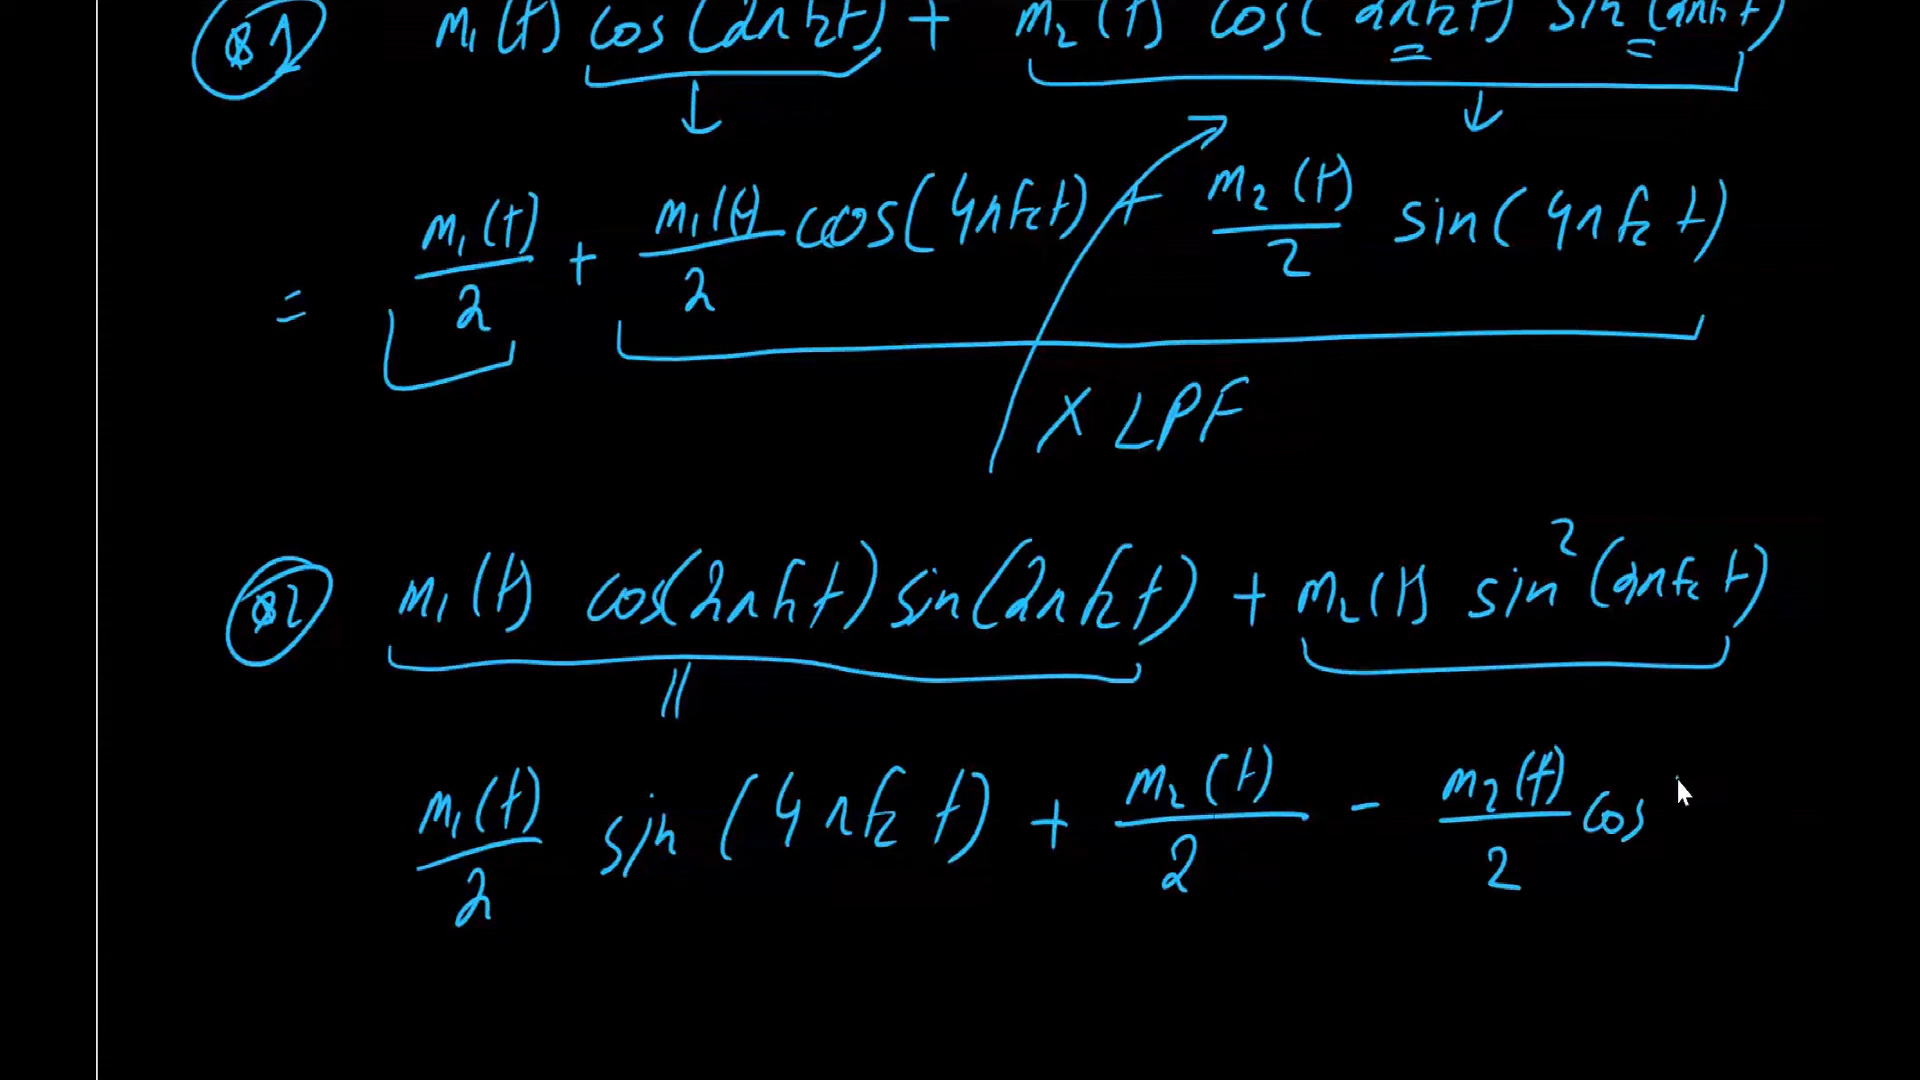 ⊗1 m₁(t) cos(2πf₂t) + m₂(t) cos(2πf₂t) sin(2πf₂t)
= m₁(t)/2 + m₁(t)/2 cos(4πf₂t) + m₂(t)/2 sin(4πf₂t)
X LPF
⊗2 m₁(t) cos(2πf₂t) sin(2πf₂t) + m₂(t) sin²(2πf₂t)
m₁(t)/2 sin(4πf₂t) + m₂(t)/2 - m₂(t)/2 cos